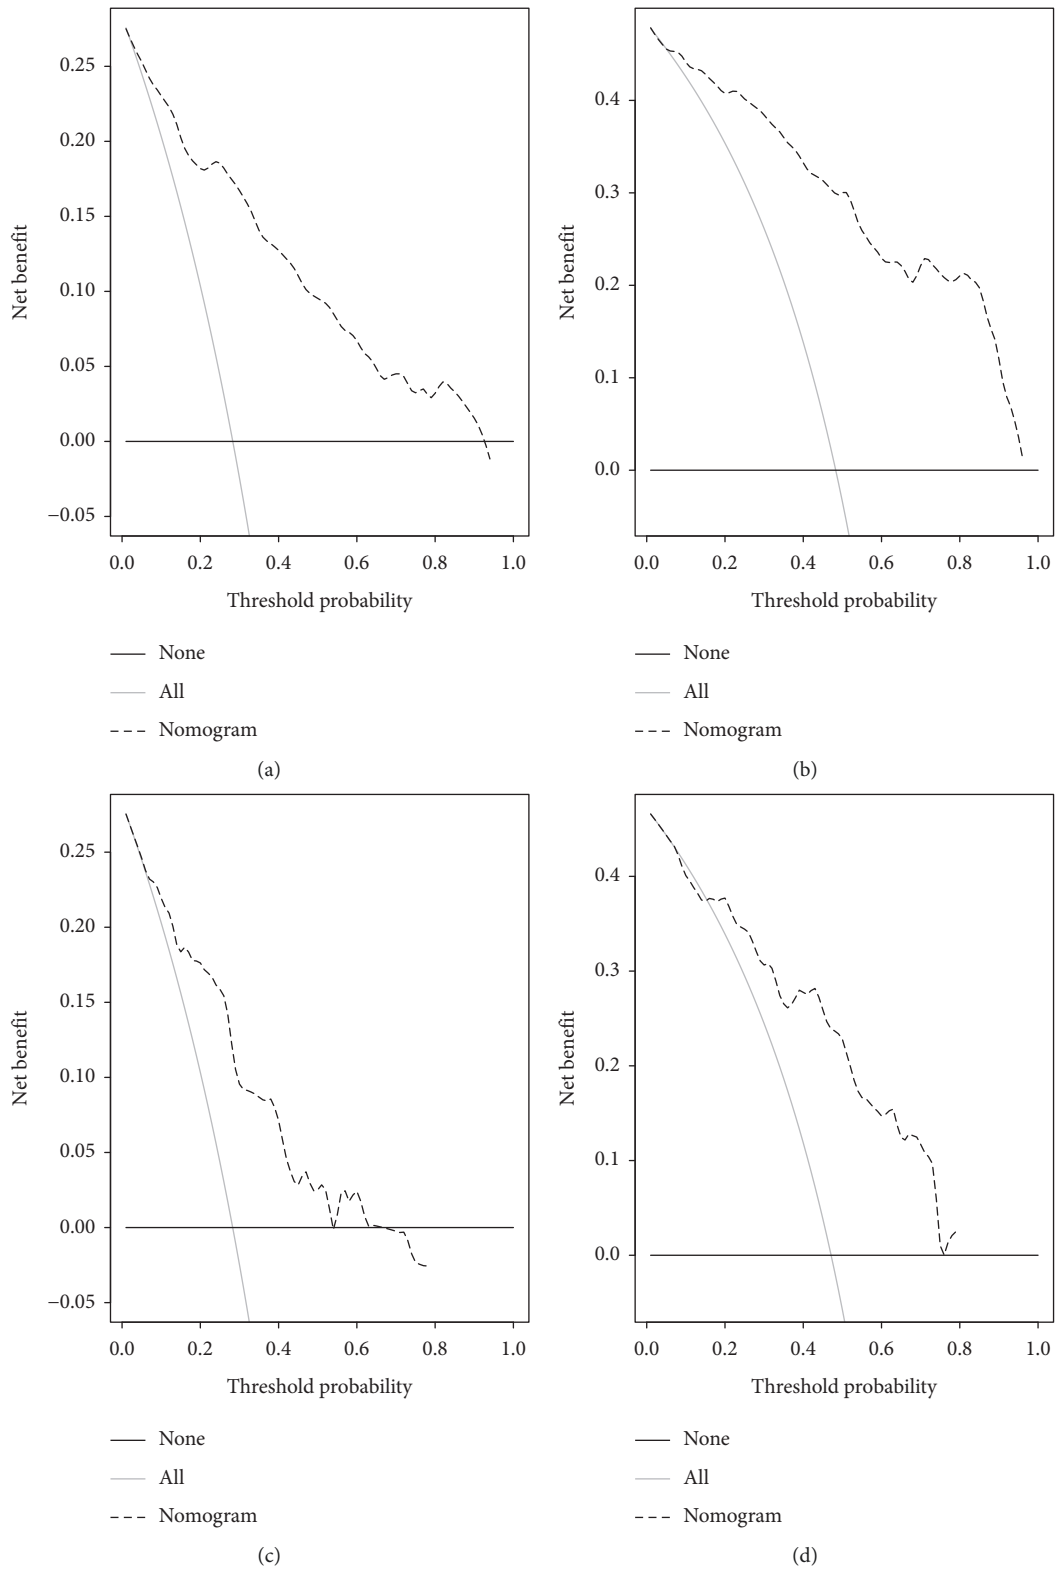 Net benefit
0.25
0.20
0.15
0.10
0.05
0.00
−0.05
0.0 0.2 0.4 0.6 0.8 1.0
Threshold probability
None
All
Nomogram
(a)
Net benefit
0.4
0.3
0.2
0.1
0.0
0.0 0.2 0.4 0.6 0.8 1.0
Threshold probability
None
All
Nomogram
(b)
Net benefit
0.25
0.20
0.15
0.10
0.05
0.00
−0.05
0.0 0.2 0.4 0.6 0.8 1.0
Threshold probability
None
All
Nomogram
(c)
Net benefit
0.4
0.3
0.2
0.1
0.0
0.0 0.2 0.4 0.6 0.8 1.0
Threshold probability
None
All
Nomogram
(d)